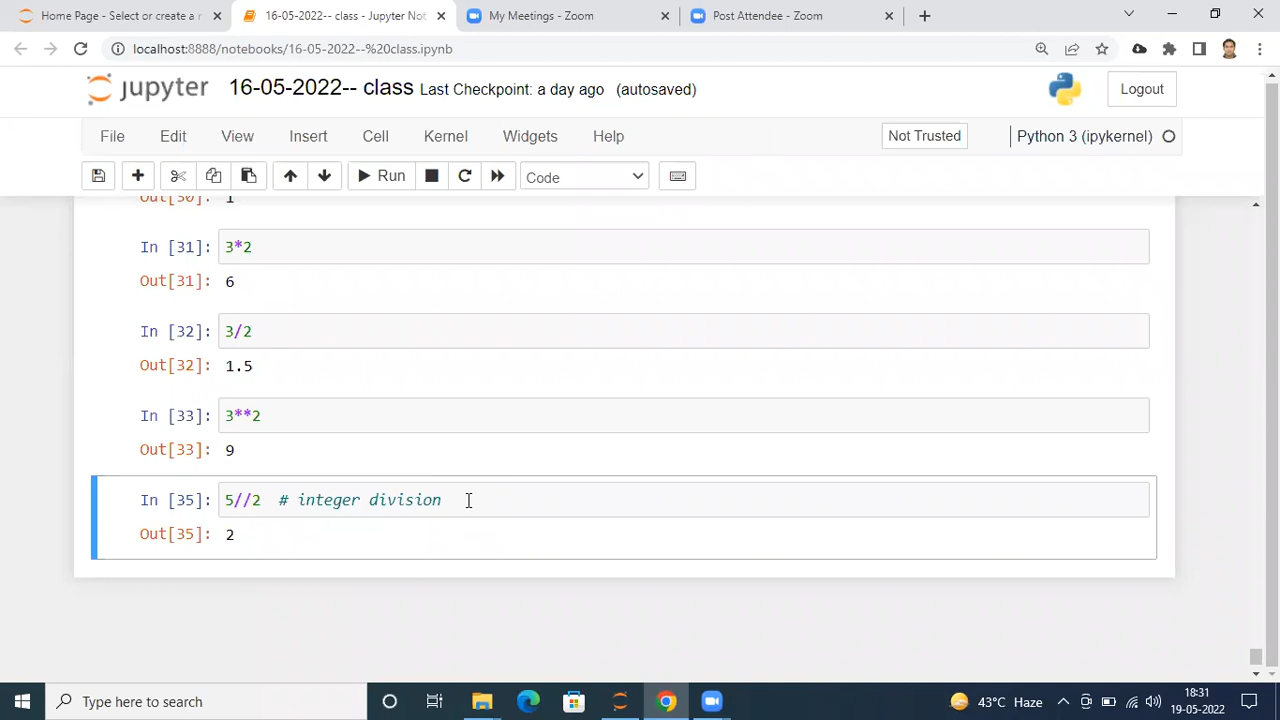 Home Page - Select or create a n
16-05-2022-- class - Jupyter Not
My Meetings - Zoom
Post Attendee - Zoom
localhost:8888/notebooks/16-05-2022--%20class.ipynb
jupyter 16-05-2022-- class Last Checkpoint: a day ago (autosaved)
Logout
File Edit View Insert Cell Kernel Widgets Help
Not Trusted
Python 3 (ipykernel)
Run
Code
Out[30]: 1
In [31]: 3*2
Out[31]: 6
In [32]: 3/2
Out[32]: 1.5
In [33]: 3**2
Out[33]: 9
In [35]: 5//2 # integer division
Out[35]: 2
Type here to search
43°C Haze
18:31
19-05-2022